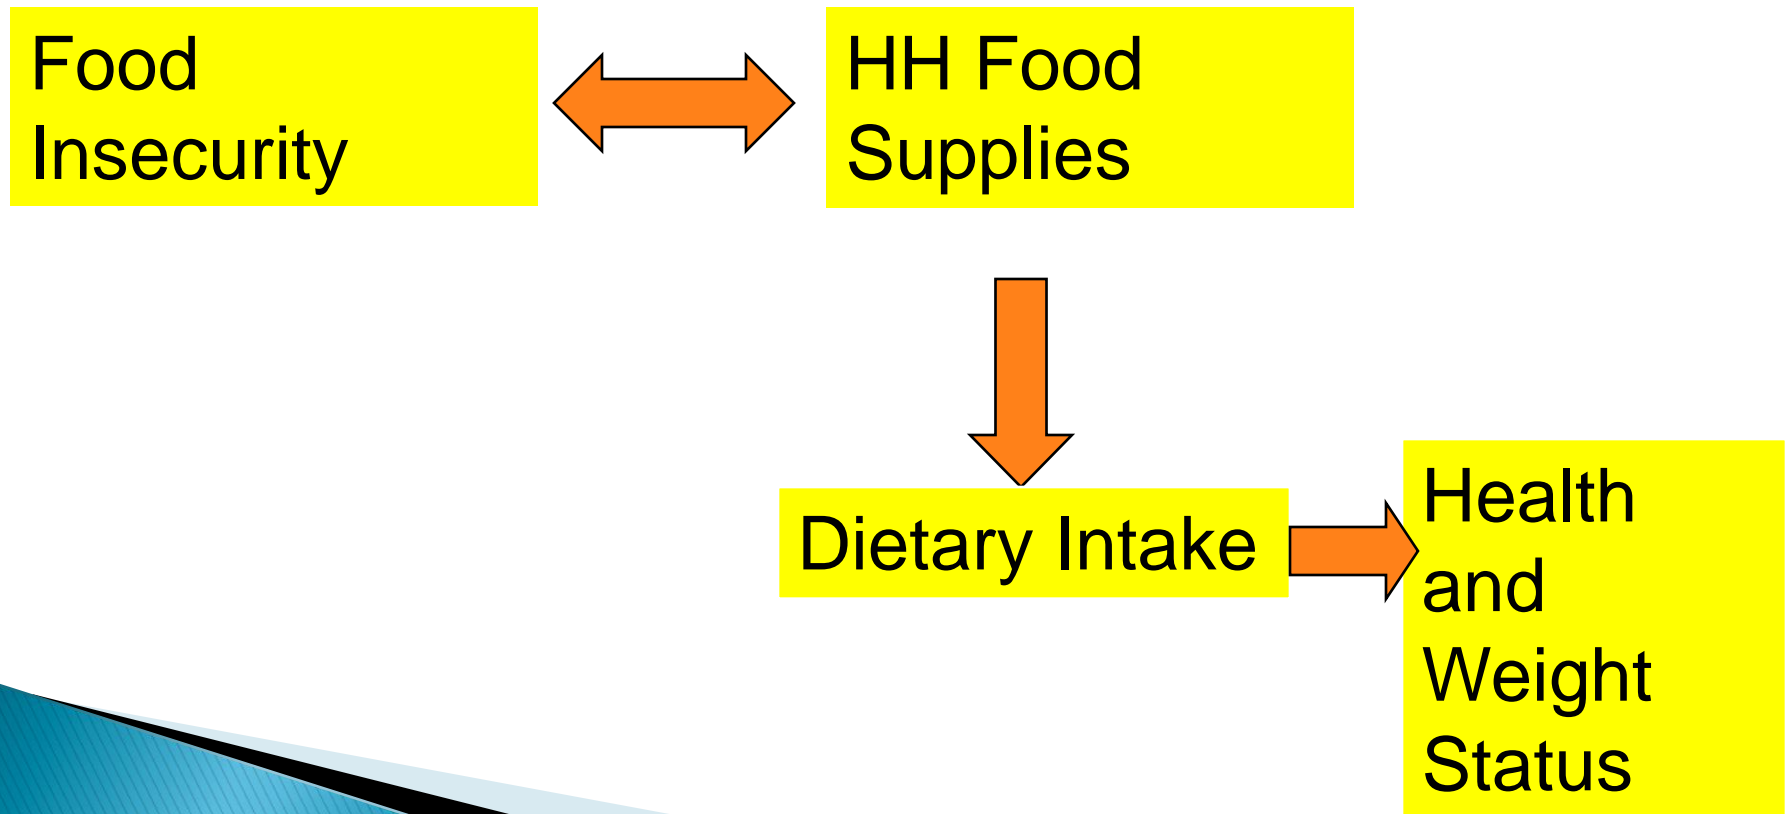 Food
Insecurity
HH Food
Supplies
Dietary Intake
Health
and
Weight
Status